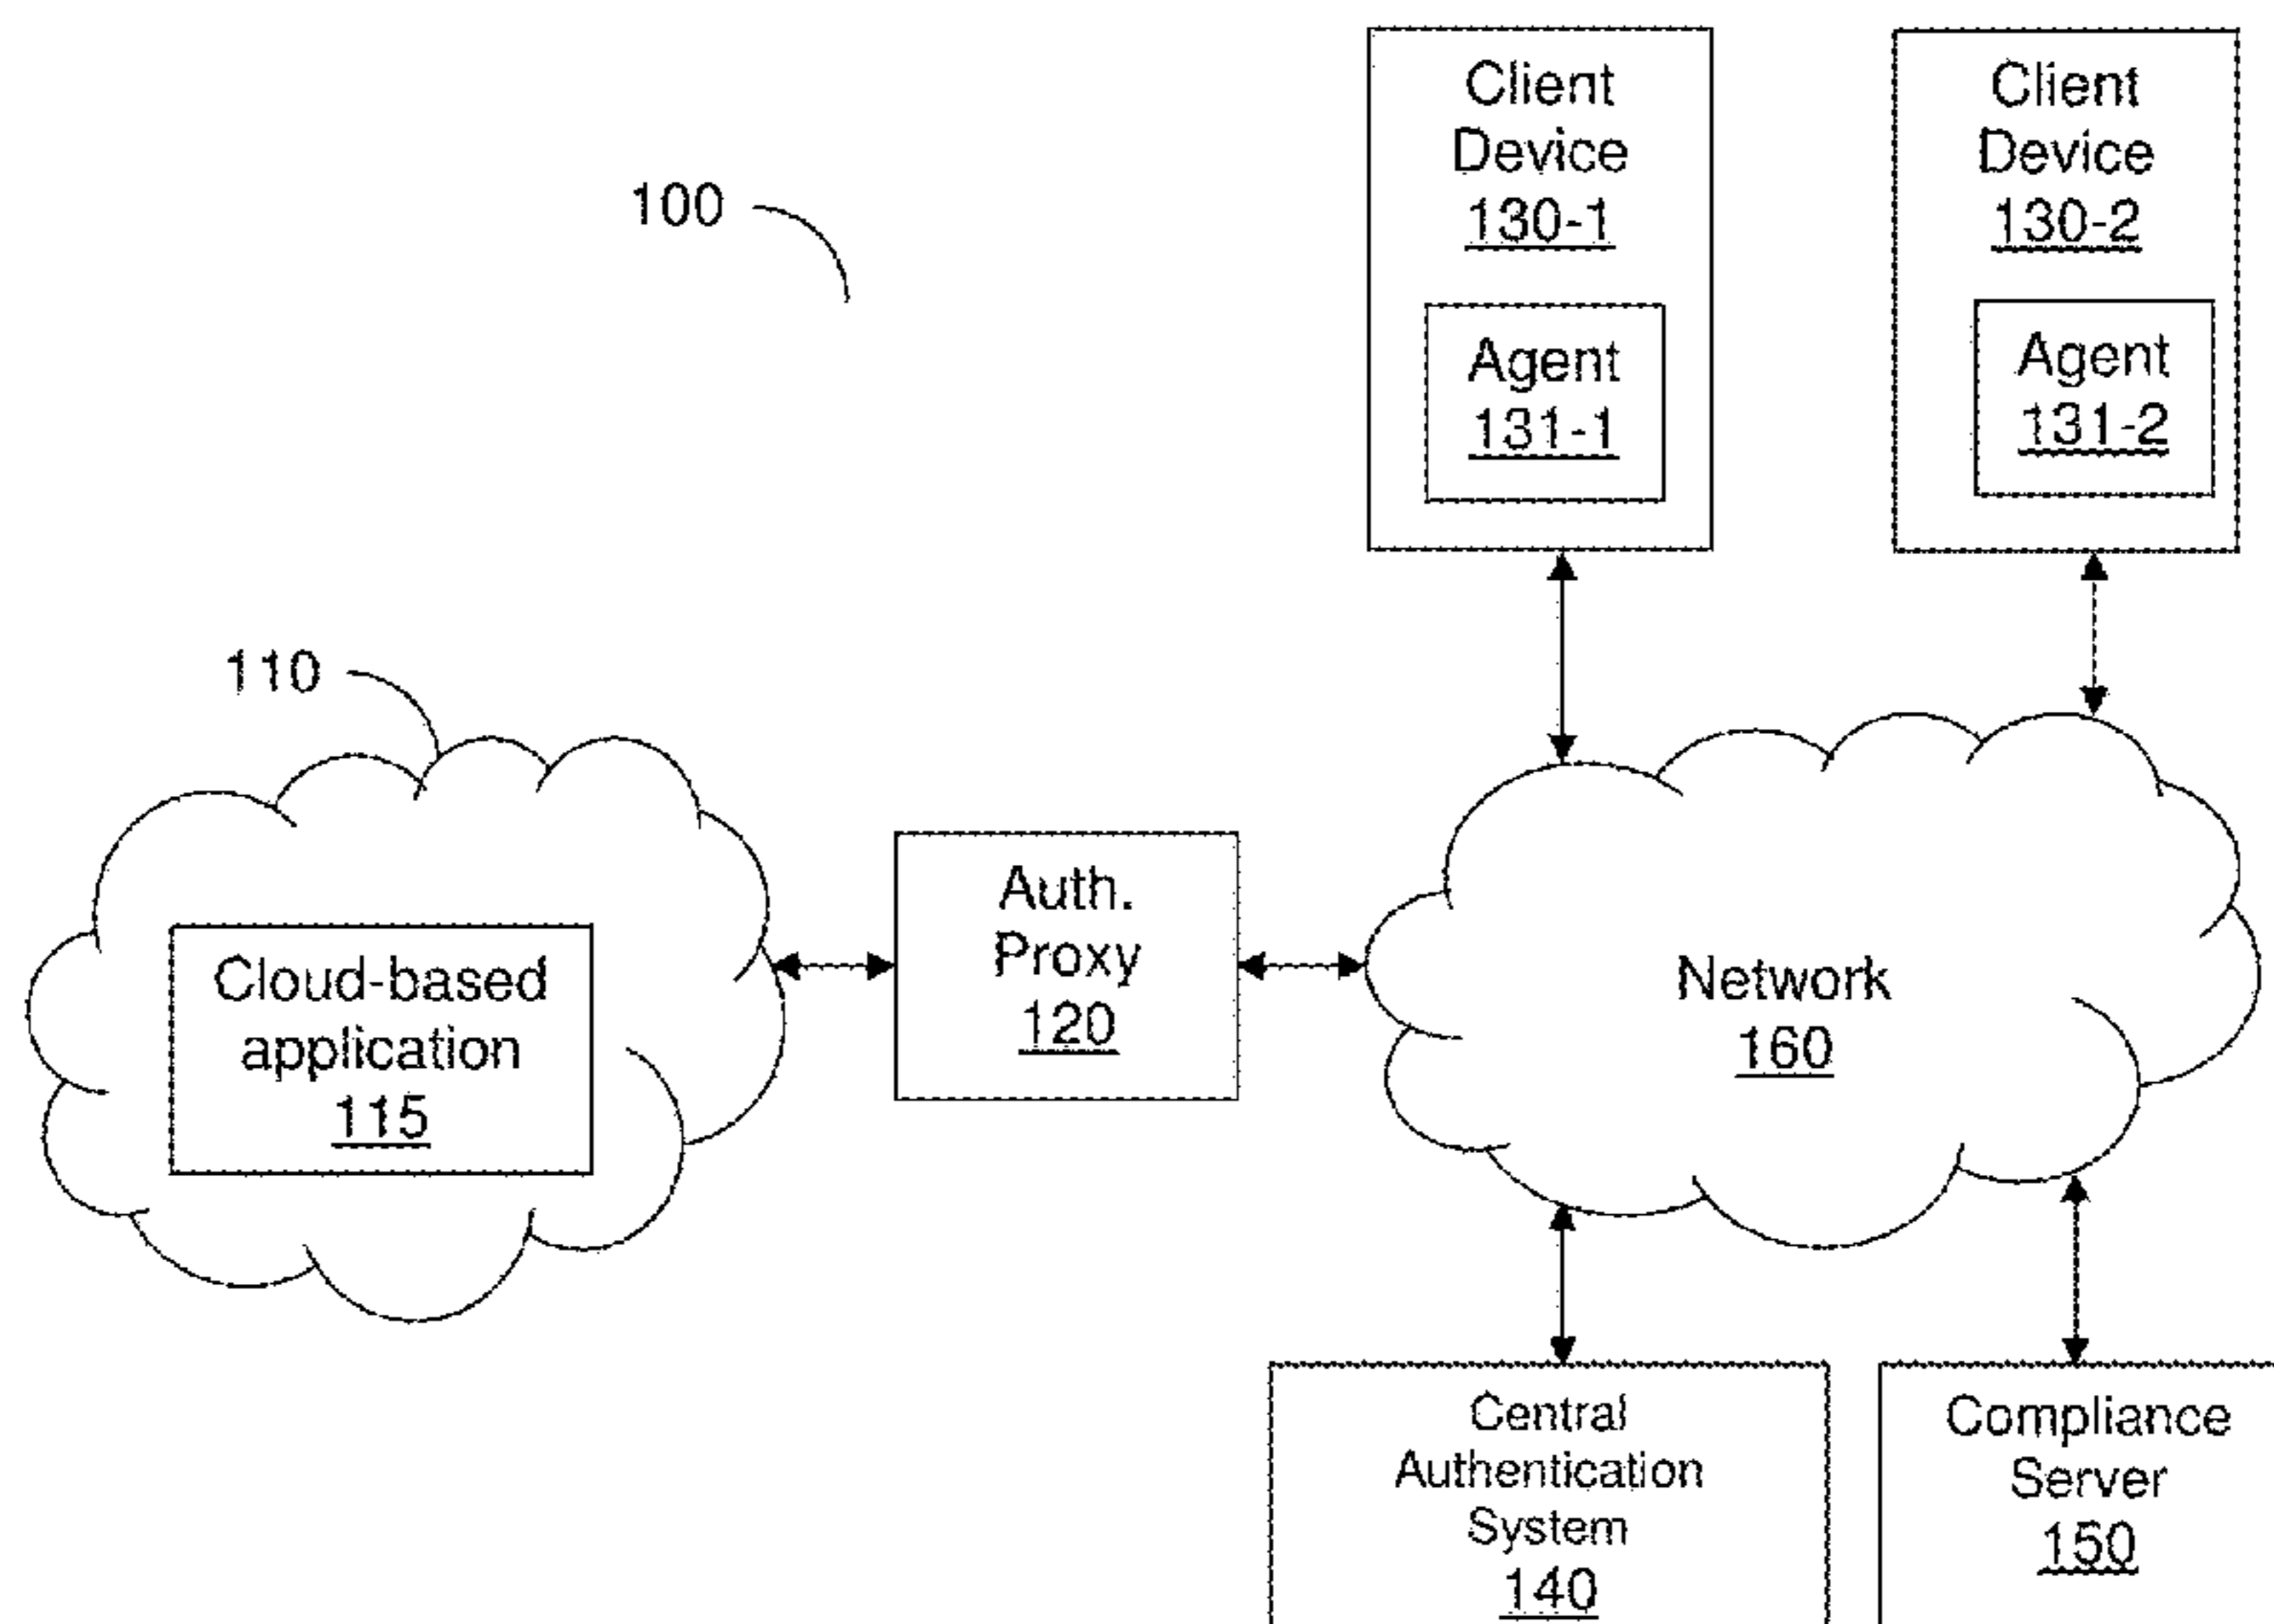 100
Client
Device
130-1
Agent
131-1
Client
Device
130-2
Agent
131-2
110
Cloud-based
application
115
Auth.
Proxy
120
Network
160
Central
Authentication
System
140
Compliance
Server
150